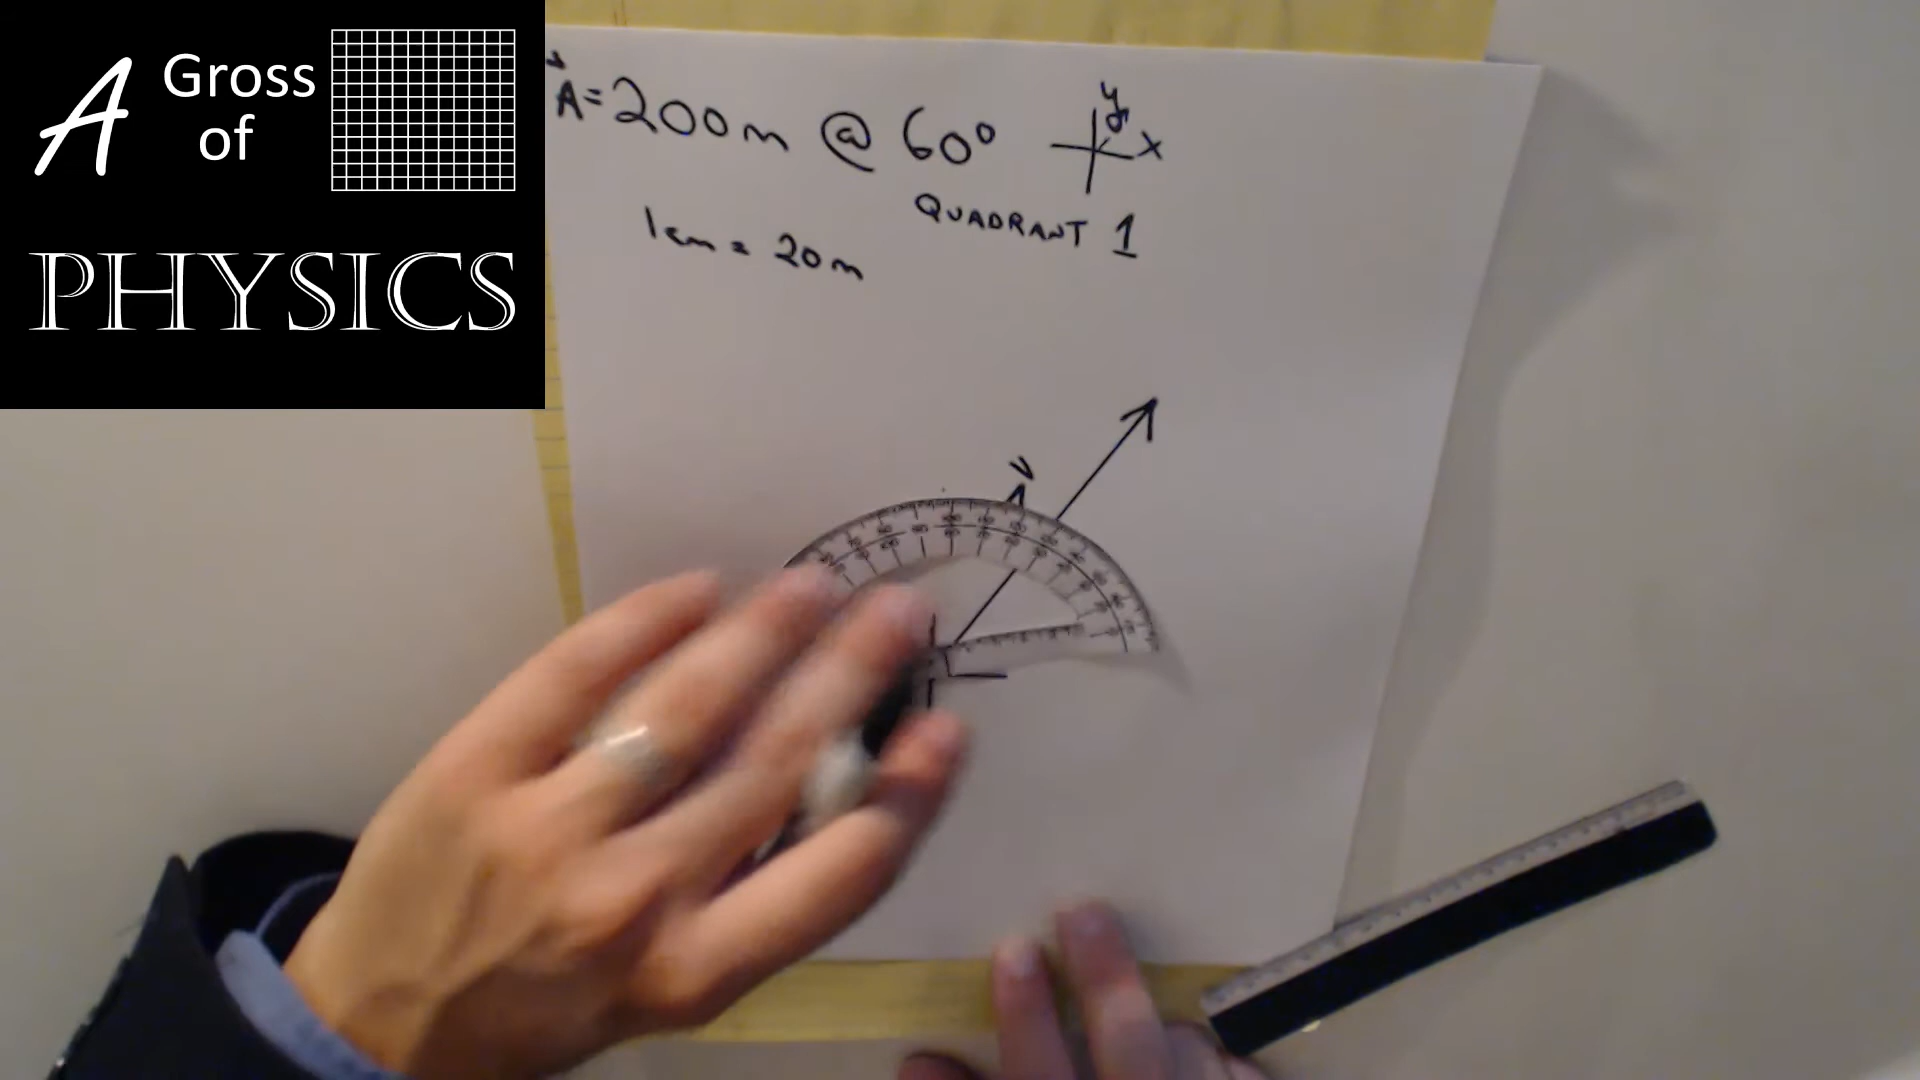 A Gross
of
PHYSICS
A = 200m @ 60°
y
x
QUADRANT 1
1cm = 20m
A